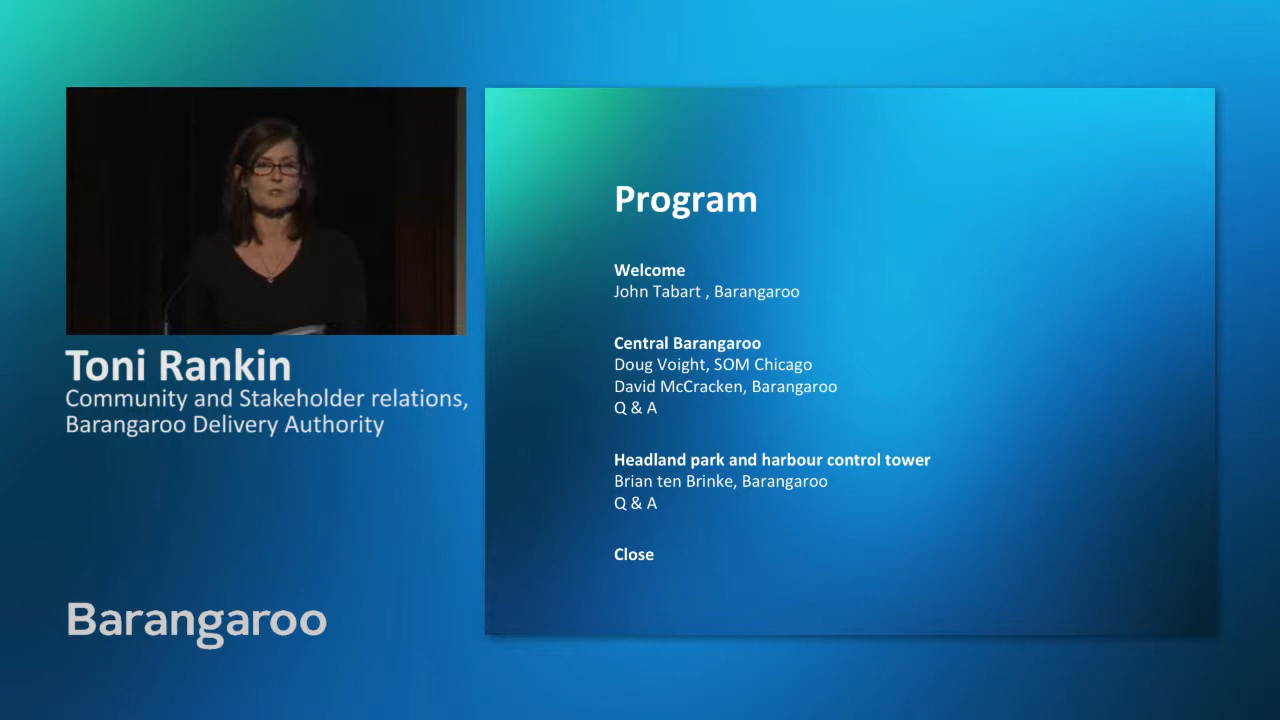 Toni Rankin
Community and Stakeholder relations,
Barangaroo Delivery Authority
Barangaroo
Program
Welcome
John Tabart , Barangaroo
Central Barangaroo
Doug Voight, SOM Chicago
David McCracken, Barangaroo
Q & A
Headland park and harbour control tower
Brian ten Brinke, Barangaroo
Q & A
Close